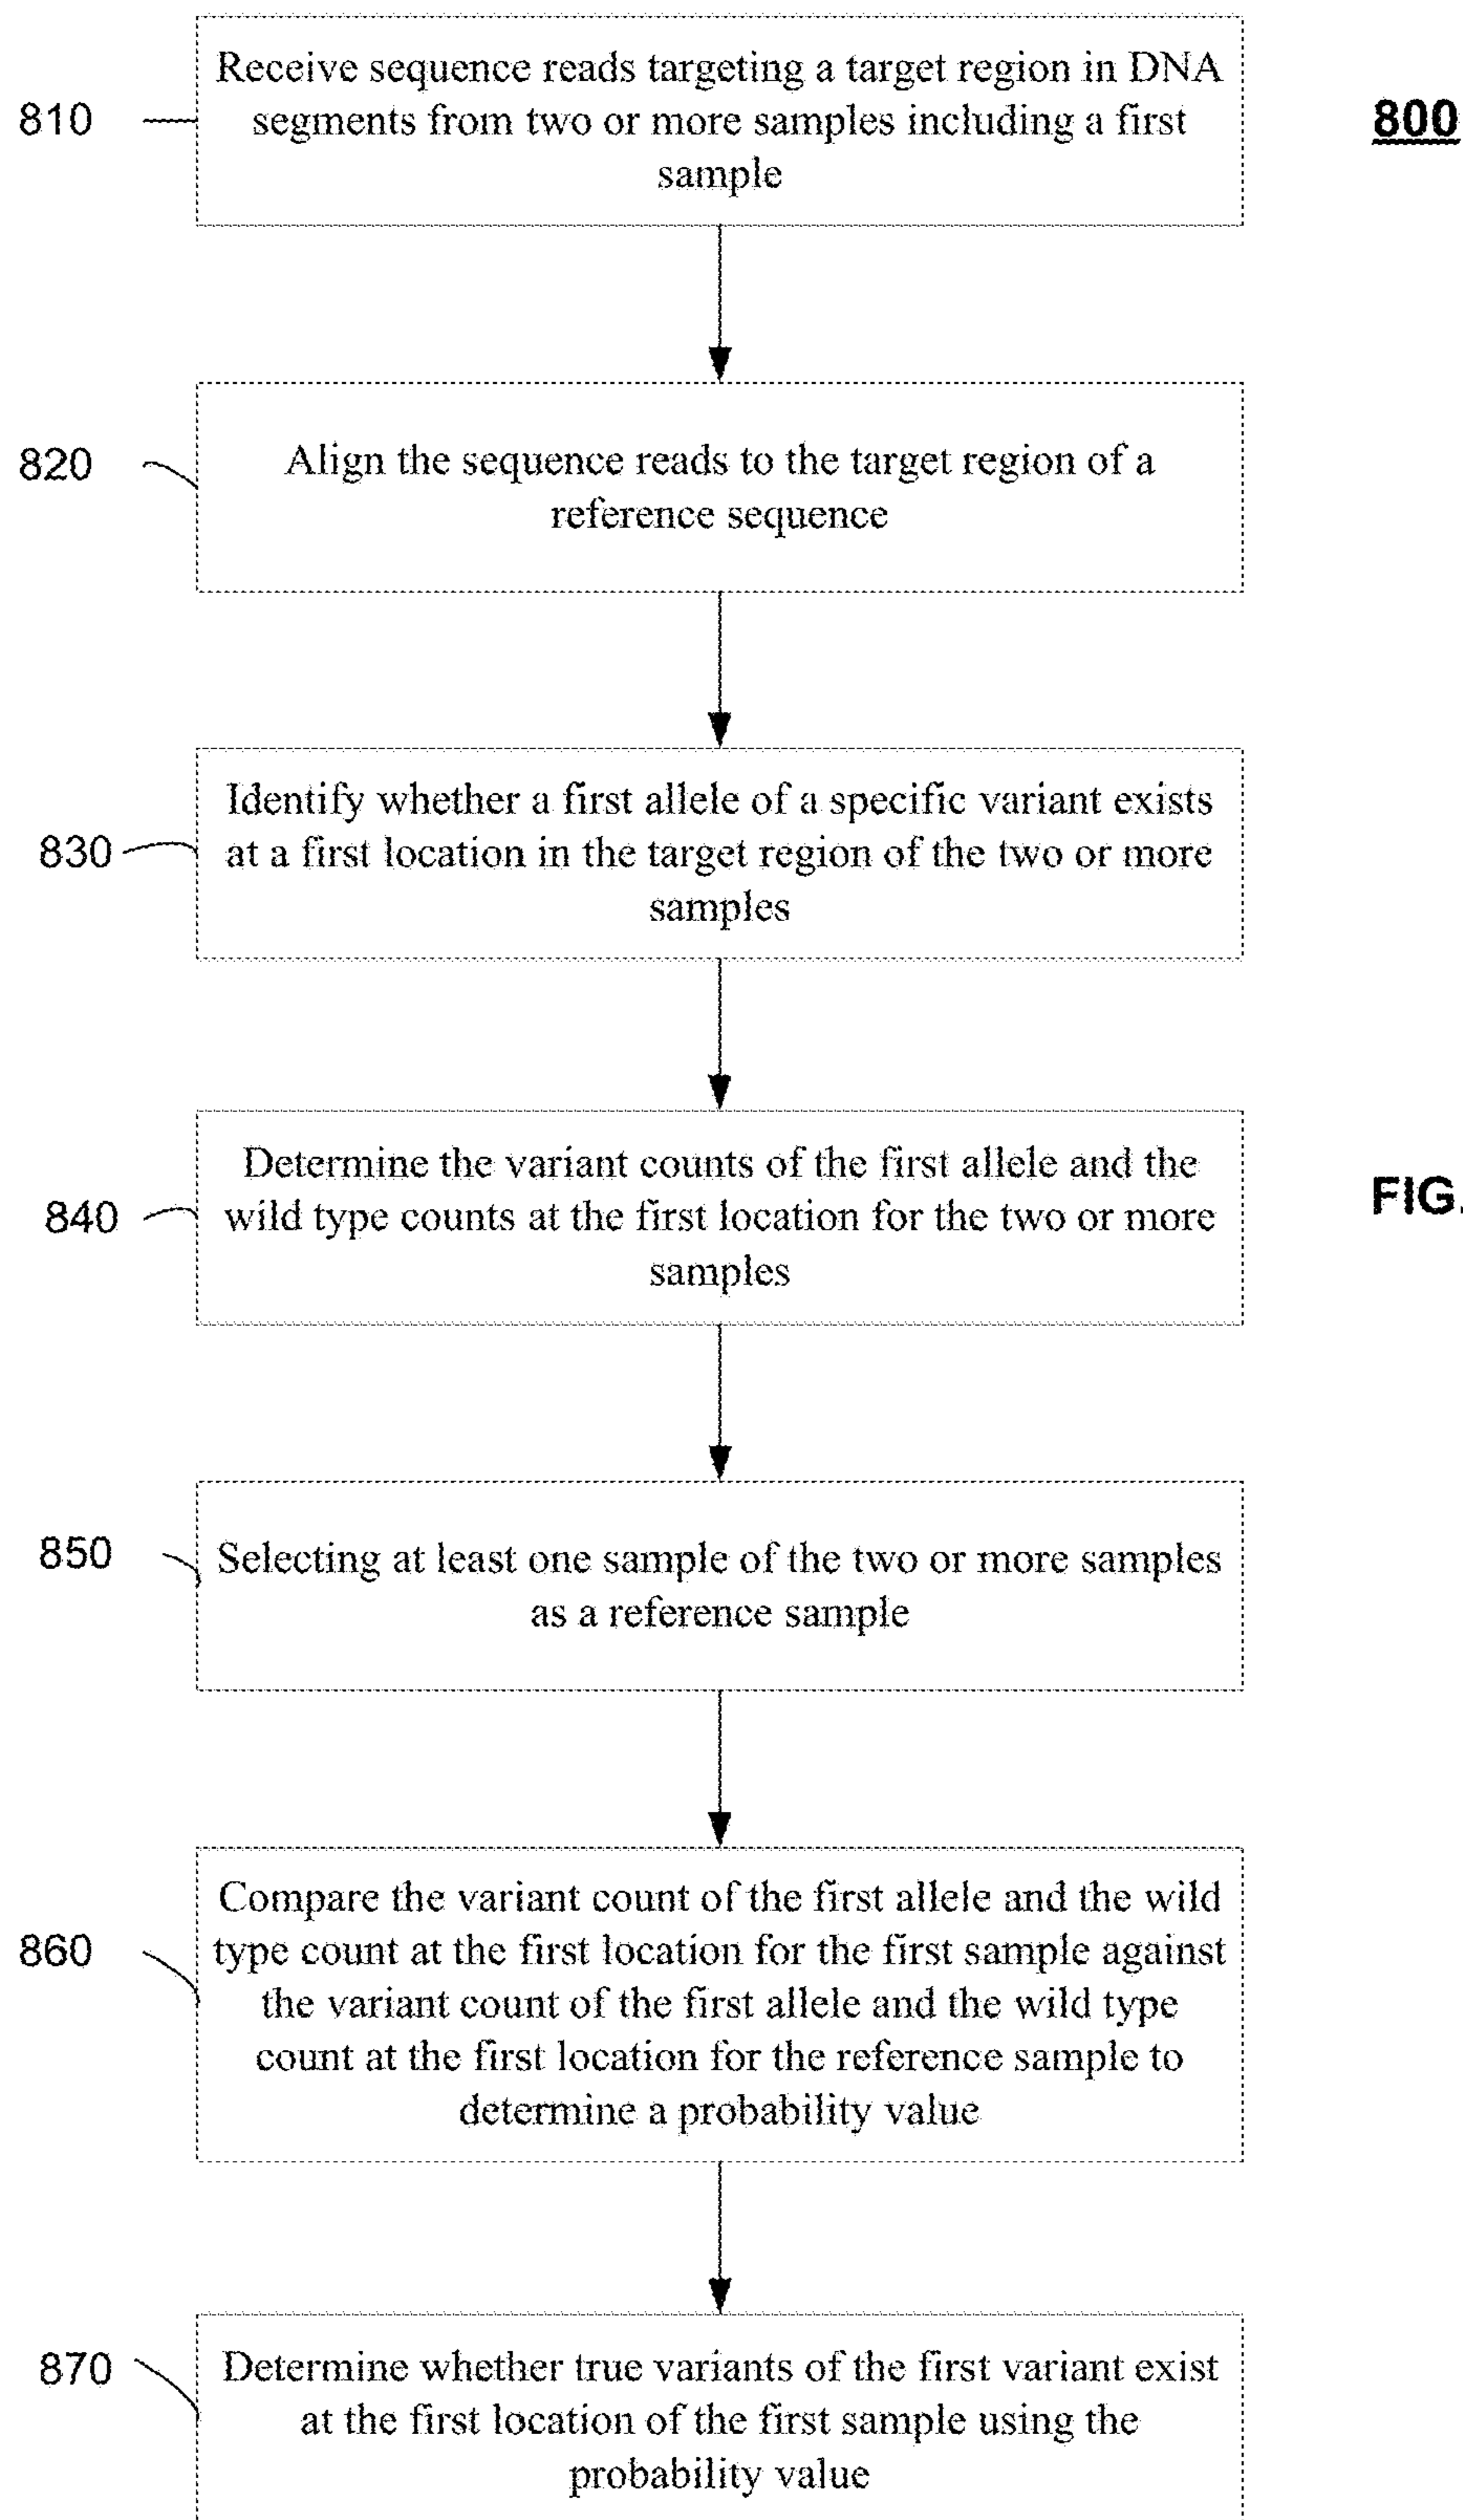 810
Receive sequence reads targeting a target region in DNA
segments from two or more samples including a first
sample
800
820
Align the sequence reads to the target region of a
reference sequence
830
Identify whether a first allele of a specific variant exists
at a first location in the target region of the two or more
samples
840
Determine the variant counts of the first allele and the
wild type counts at the first location for the two or more
samples
FIG.
850
Selecting at least one sample of the two or more samples
as a reference sample
860
Compare the variant count of the first allele and the wild
type count at the first location for the first sample against
the variant count of the first allele and the wild type
count at the first location for the reference sample to
determine a probability value
870
Determine whether true variants of the first variant exist
at the first location of the first sample using the
probability value